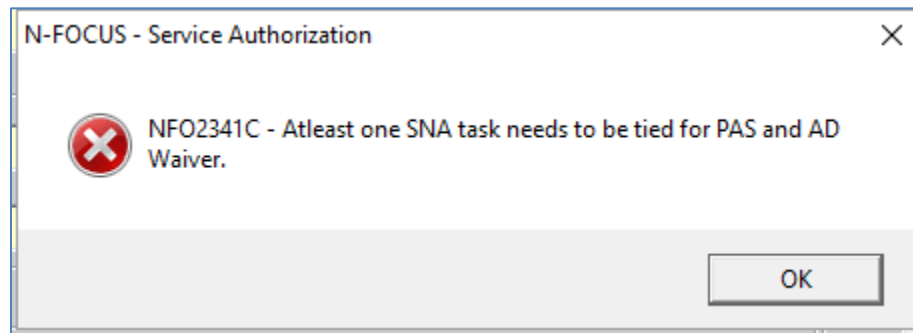 N-FOCUS - Service Authorization
NFO2341C - Atleast one SNA task needs to be tied for PAS and AD
Waiver.
OK